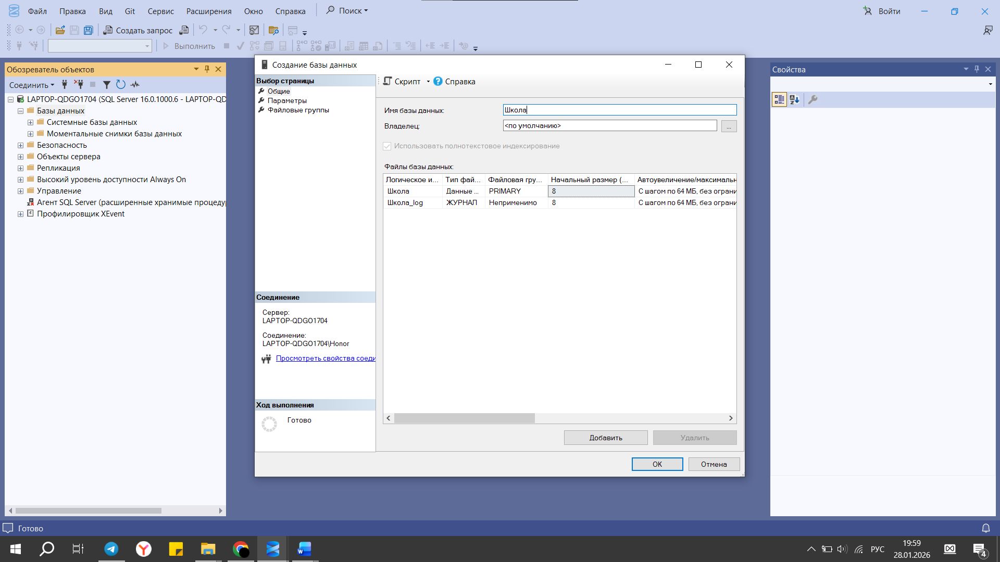 Файл Правка Вид Git Сервис Расширения Окно Справка Поиск Войти
Создать запрос
Выполнить
Обозреватель объектов
Соединить
LAPTOP-QDGO1704 (SQL Server 16.0.1000.6 - LAPTOP-QD
Базы данных
Системные базы данных
Моментальные снимки базы данных
Безопасность
Объекты сервера
Репликация
Высокий уровень доступности Always On
Управление
Агент SQL Server (расширенные хранимые процедур
Профилировщик XEvent
Создание базы данных
Выбор страницы
Общие
Параметры
Файловые группы
Соединение
Сервер:
LAPTOP-QDGO1704
Соединение:
LAPTOP-QDGO1704\Honor
Просмотреть свойства соеди
Ход выполнения
Готово
Скрипт Справка
Имя базы данных: Школа
Владелец: <по умолчанию> ...
Использовать полнотекстовое индексирование
Файлы базы данных:
Логическое и... Тип фай... Файловая гру... Начальный размер (... Автоувеличение/максимальн
Школа Данные ... PRIMARY 8 С шагом по 64 МБ, без ограни
Школа_log ЖУРНАЛ Неприменимо 8 С шагом по 64 МБ, без ограни
Добавить Удалить
ОК Отмена
Свойства
Готово
РУС
19:59
28.01.2026
4